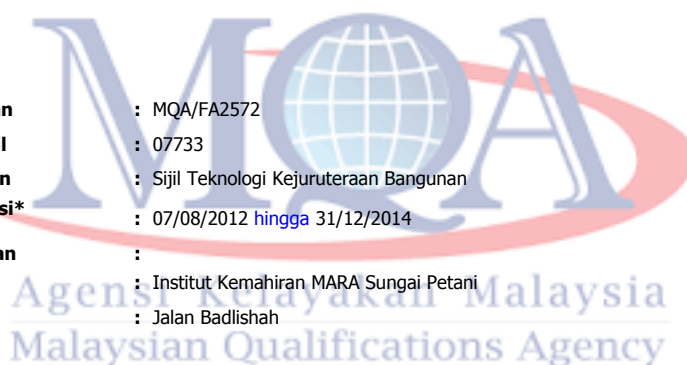 MQA
an : MQA/FA2572
l : 07733
n : Sijil Teknologi Kejuruteraan Bangunan
si* : 07/08/2012 hingga 31/12/2014
an :
: Institut Kemahiran MARA Sungai Petani
: Jalan Badlishah
Agensi Kelayakan Malaysia
Malaysian Qualifications Agency